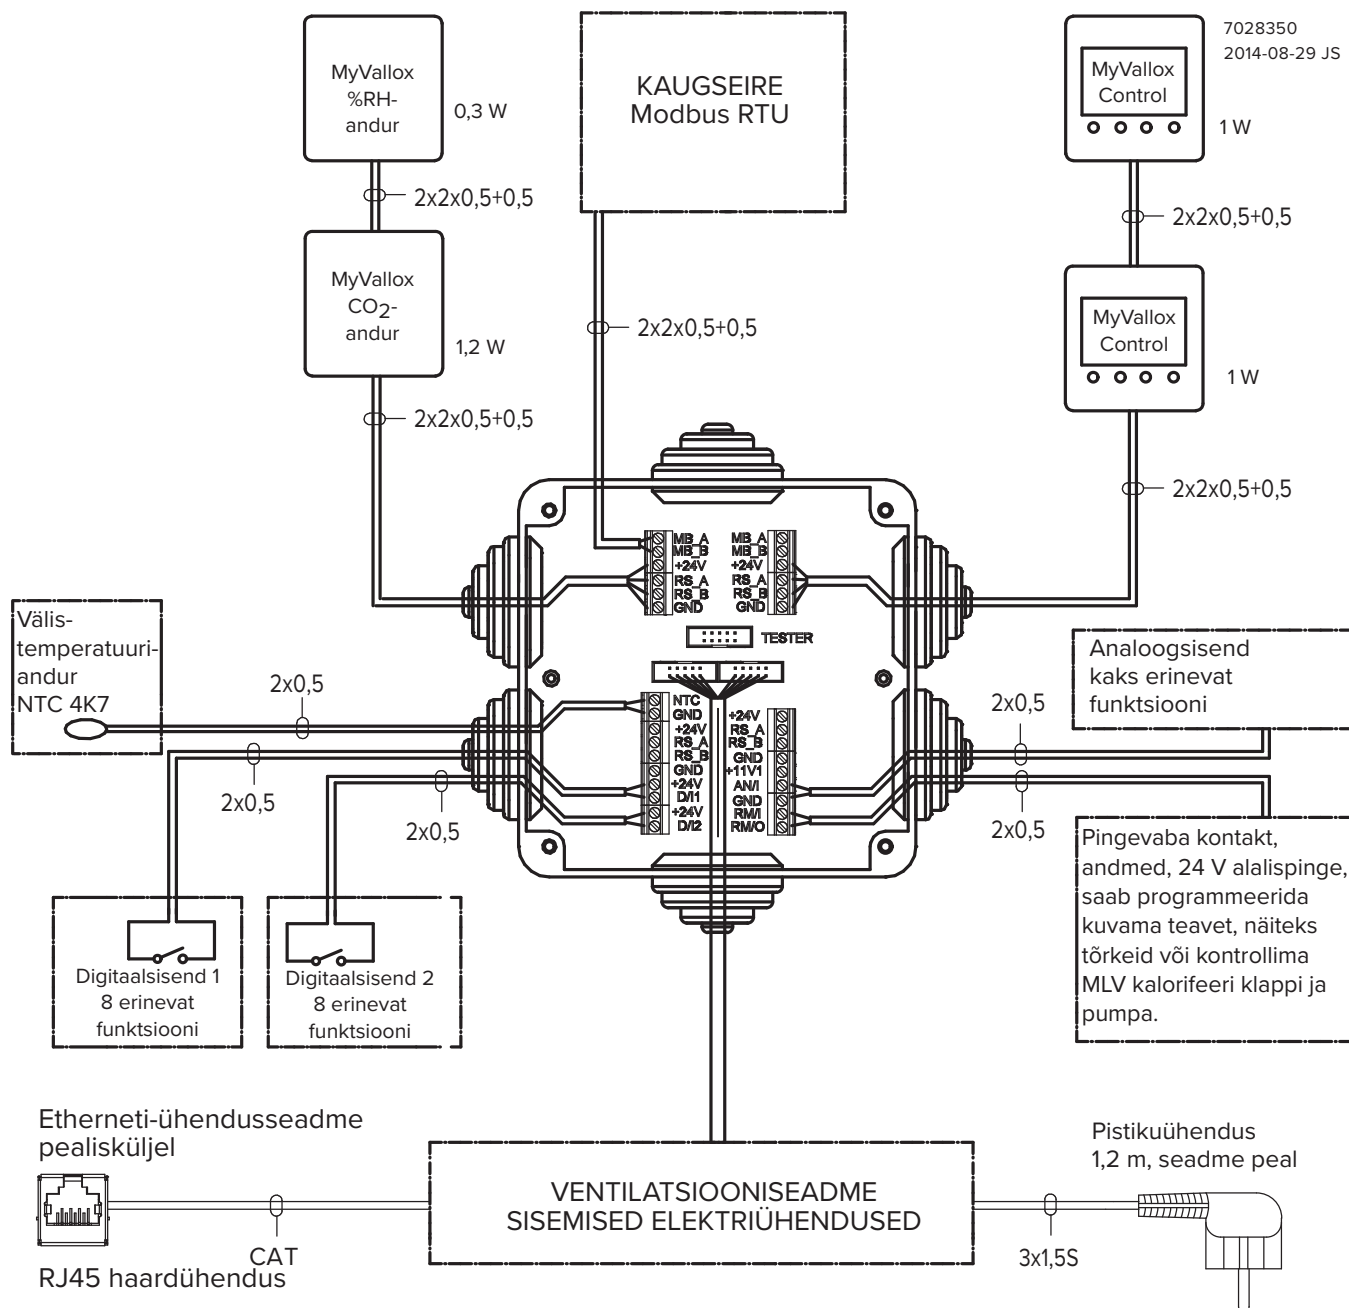 7028350
2014-08-29 JS
MyVallox
%RH-
andur
0,3 W
KAUGSEIRE
Modbus RTU
MyVallox
Control
1 W
2x2x0,5+0,5
2x2x0,5+0,5
MyVallox
CO2-
andur
1,2 W
2x2x0,5+0,5
MyVallox
Control
1 W
2x2x0,5+0,5
2x2x0,5+0,5
MB_A
MB_B
+24V
RS_A
RS_B
GND
MB_A
MB_B
+24V
RS_A
RS_B
GND
TESTER
Välis-
temperatuuri-
andur
NTC 4K7
2x0,5
2x0,5
2x0,5
NTC
GND
+24V
RS_A
RS_B
GND
+24V
D/I1
+24V
D/I2
+24V
RS_A
RS_B
GND
+11V1
AN/I
GND
RM/I
RM/O
2x0,5
2x0,5
Analoogsisend
kaks erinevat
funktsiooni
Pingevaba kontakt,
andmed, 24 V alalispinge,
saab programmeerida
kuvama teavet, näiteks
tõrkeid või kontrollima
MLV kalorifeeri klappi ja
pumpa.
Digitaalsisend 1
8 erinevat
funktsiooni
Digitaalsisend 2
8 erinevat
funktsiooni
Etherneti-ühendusseadme
pealisküljel
CAT
RJ45 haardühendus
VENTILATSIOONISEADME
SISEMISED ELEKTRIÜHENDUSED
Pistikuühendus
1,2 m, seadme peal
3x1,5S